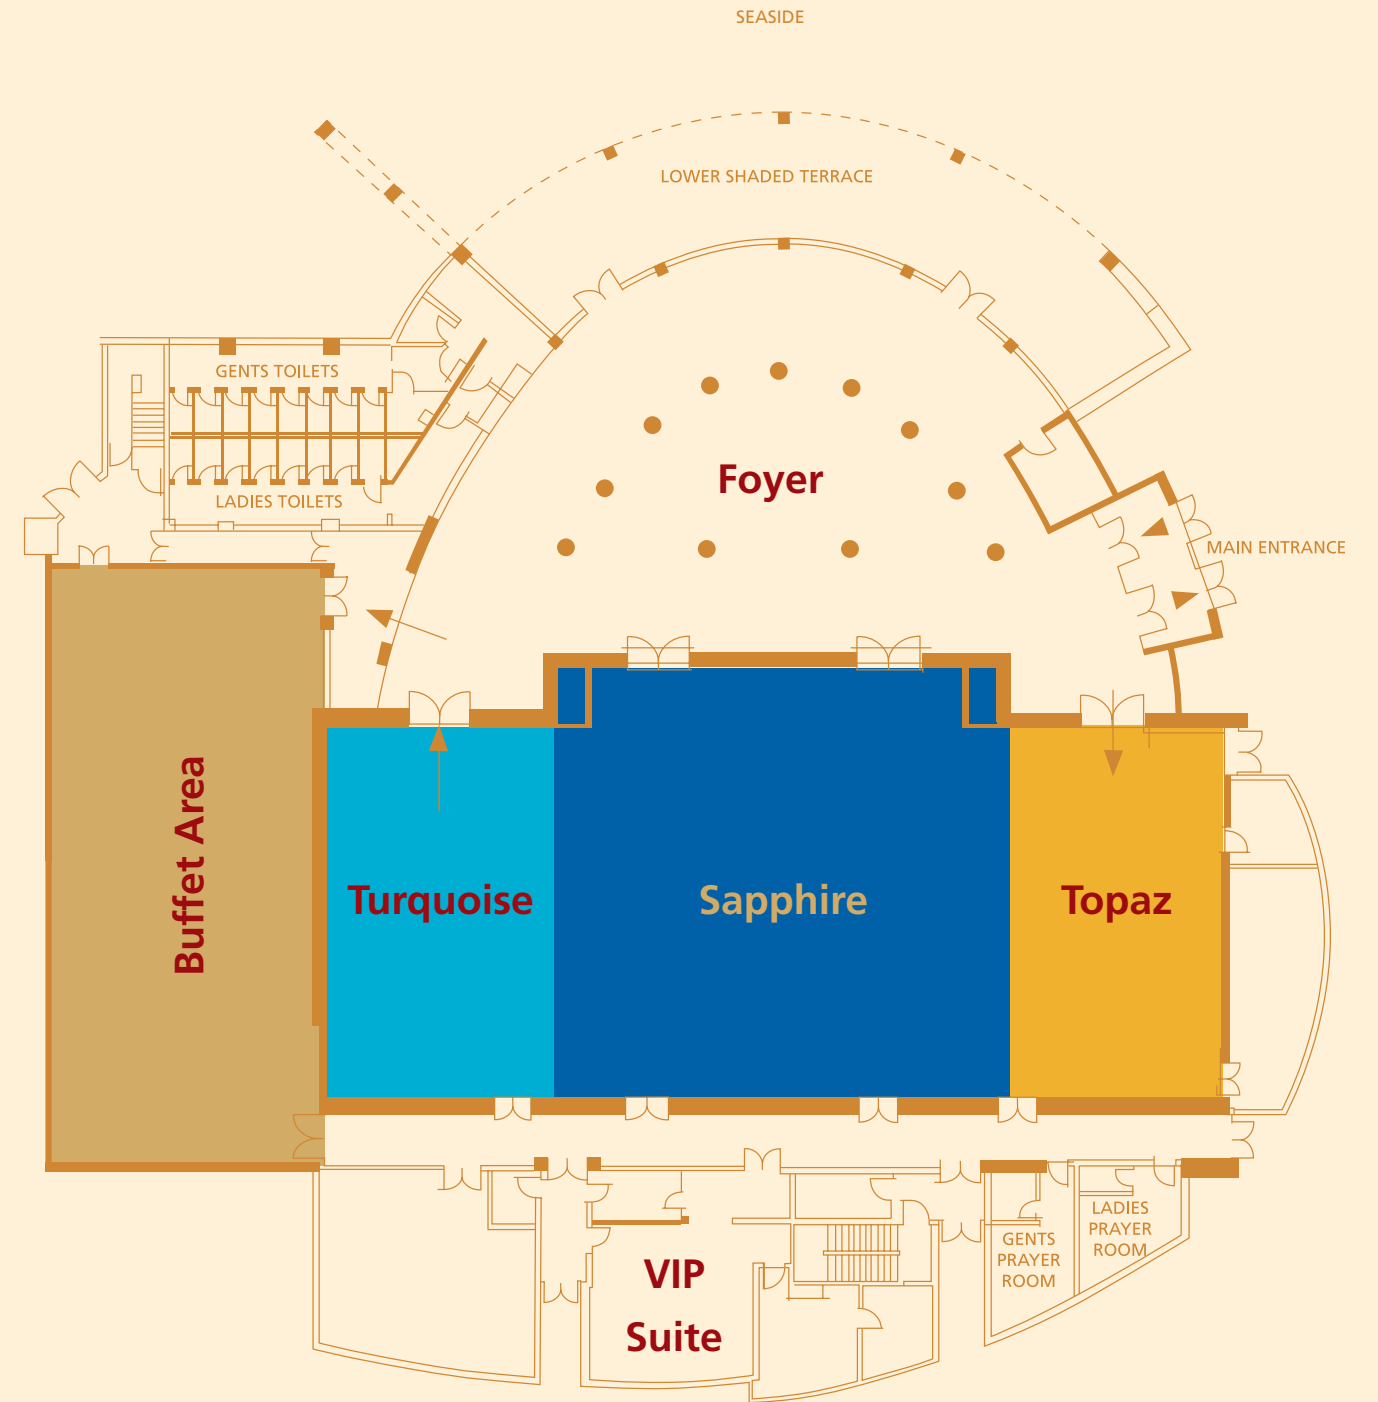 SEASIDE
LOWER SHADED TERRACE
GENTS TOILETS
LADIES TOILETS
Foyer
MAIN ENTRANCE
Buffet Area
Turquoise
Sapphire
Topaz
VIP
Suite
GENTS
PRAYER
ROOM
LADIES
PRAYER
ROOM